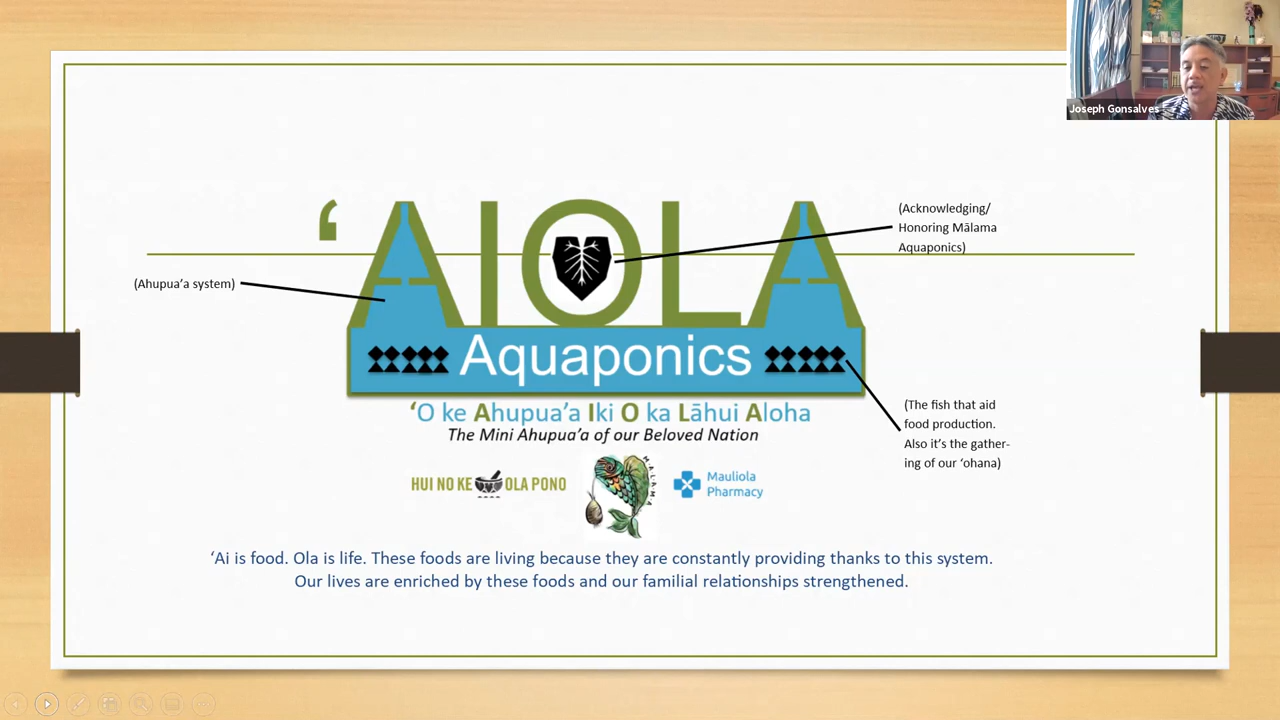 Joseph Gonsalves
‘AIOLA
(Acknowledging/
Honoring Mālama
Aquaponics)
(Ahupua’a system)
Aquaponics
‘O ke Ahupua’a Iki O ka Lāhui Aloha
The Mini Ahupua’a of our Beloved Nation
(The fish that aid
food production.
Also it’s the gather-
ing of our ‘ohana)
HUI NO KE OLA PONO
MALAMA
Mauliola
Pharmacy
‘Ai is food. Ola is life. These foods are living because they are constantly providing thanks to this system.
Our lives are enriched by these foods and our familial relationships strengthened.